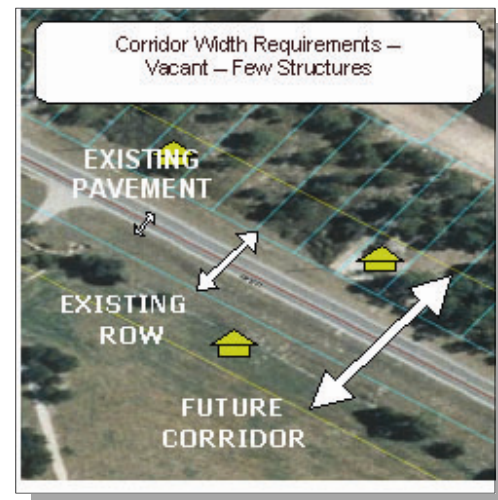 Corridor Width Requirements –
Vacant – Few Structures
EXISTING
PAVEMENT
EXISTING
ROW
FUTURE
CORRIDOR